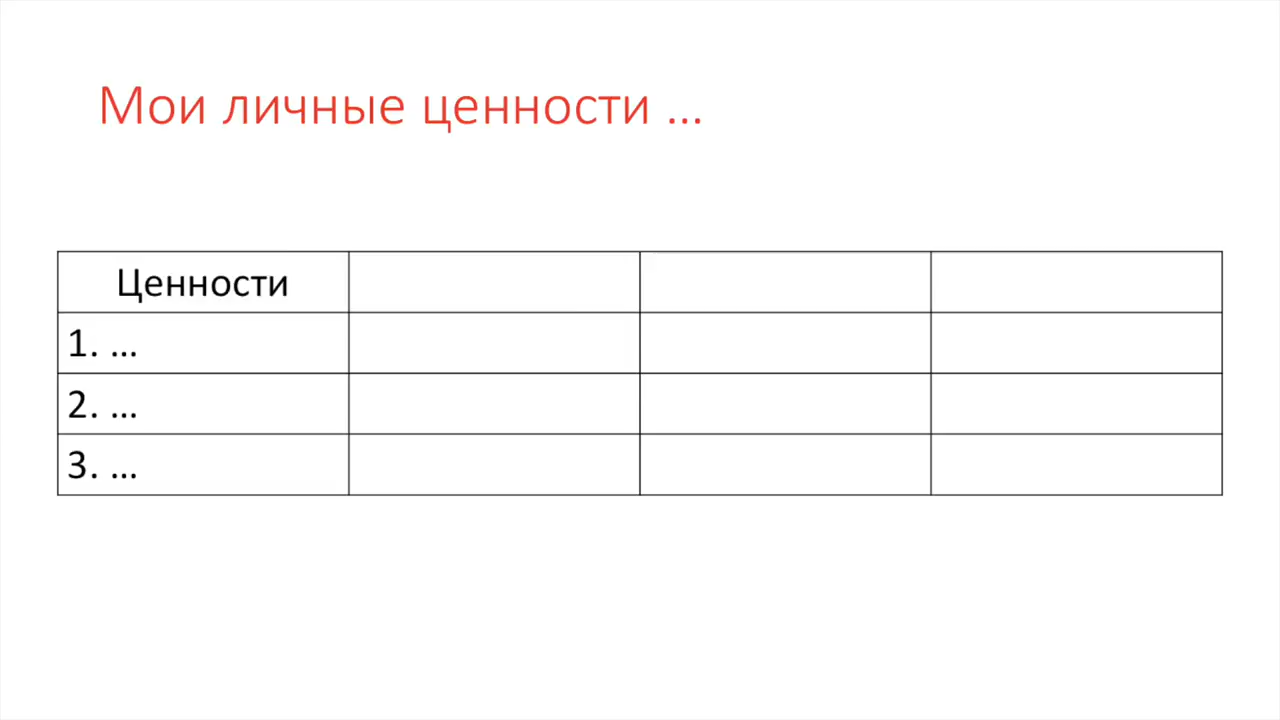 Мои личные ценности ...
Ценности
1. ...
2. ...
3. ...